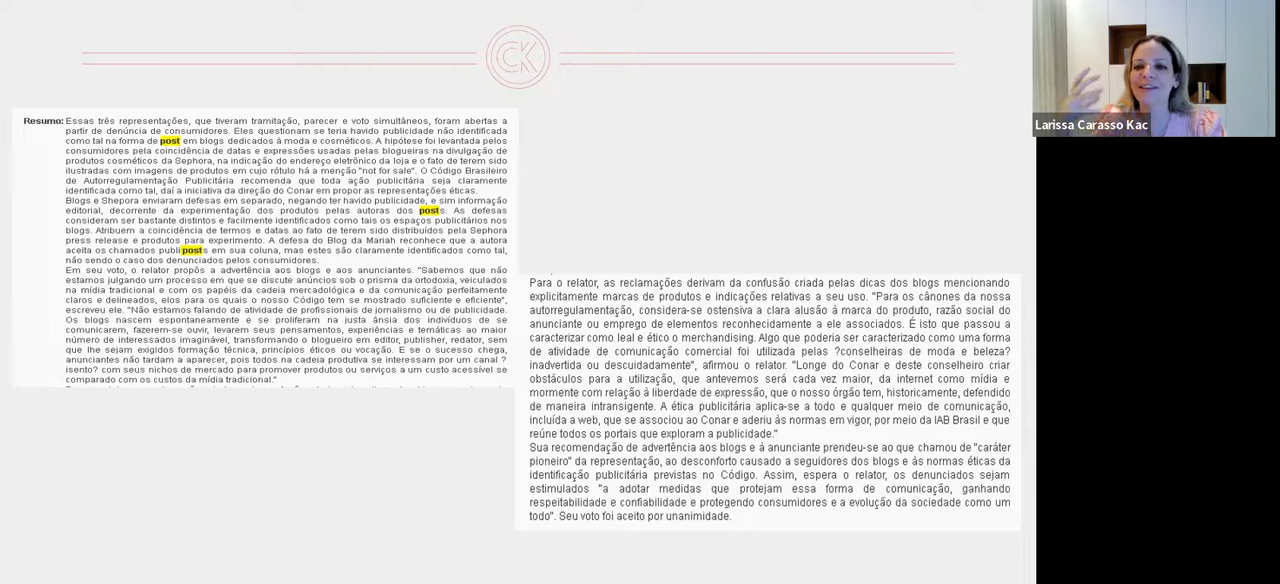 CK
Larissa Carasso Kac
Resumo: Essas três representações, que tiveram tramitação, parecer e voto simultâneos, foram abertas a
partir de denúncia de consumidores. Eles questionam se teria havido publicidade não identificada
como tal na forma de post em blogs dedicados à moda e cosméticos. A hipótese foi levantada pelos
consumidores pela coincidência de datas e expressões usadas pelas blogueiras na divulgação de
produtos cosméticos da Sephora, na indicação do endereço eletrônico da loja e o fato de terem sido
ilustradas com imagens de produtos em cujo rótulo há a menção "not for sale". O Código Brasileiro
de Autorregulamentação Publicitária recomenda que toda ação publicitária seja claramente
identificada como tal, daí a iniciativa da direção do Conar em propor as representações éticas.
Blogs e Shepora enviaram defesas em separado, negando ter havido publicidade, e sim informação
editorial, decorrente da experimentação dos produtos pelas autoras dos posts. As defesas
consideram ser bastante distintos e facilmente identificados como tais os espaços publicitários nos
blogs. Atribuem a coincidência de termos e datas ao fato de terem sido distribuídos pela Sephora
press release e produtos para experimento. A defesa do Blog da Mariah reconhece que a autora
aceita os chamados publiposts em sua coluna, mas estes são claramente identificados como tal,
não sendo o caso dos denunciados pelos consumidores.
Em seu voto, o relator propôs a advertência aos blogs e aos anunciantes. "Sabemos que não
estamos julgando um processo em que se discute anúncios sob o prisma da ortodoxia, veiculados
na mídia tradicional e com os papéis da cadeia mercadológica e da comunicação perfeitamente
claros e delineados, elos para os quais o nosso Código tem se mostrado suficiente e eficiente",
escreveu ele. "Não estamos falando de atividade de profissionais de jornalismo ou de publicidade.
Os blogs nascem espontaneamente e se proliferam na justa ânsia dos indivíduos de se
comunicarem, fazerem-se ouvir, levarem seus pensamentos, experiências e temáticas ao maior
número de interessados imaginável, transformando o blogueiro em editor, publisher, redator, sem
que lhe sejam exigidos formação técnica, princípios éticos ou vocação. E se o sucesso chega,
anunciantes não tardam a aparecer, pois todos na cadeia produtiva se interessam por um canal ?
isento? com seus nichos de mercado para promover produtos ou serviços a um custo acessível se
comparado com os custos da mídia tradicional."
Para o relator, as reclamações derivam da confusão criada pelas dicas dos blogs mencionando
explicitamente marcas de produtos e indicações relativas a seu uso. "Para os cânones da nossa
autorregulamentação, considera-se ostensiva a clara alusão à marca do produto, razão social do
anunciante ou emprego de elementos reconhecidamente a ele associados. É isto que passou a
caracterizar como leal e ético o merchandising. Algo que poderia ser caracterizado como uma forma
de atividade de comunicação comercial foi utilizada pelas ?conselheiras de moda e beleza?
inadvertida ou descuidadamente", afirmou o relator. "Longe do Conar e deste conselheiro criar
obstáculos para a utilização, que antevemos será cada vez maior, da internet como mídia e
mormente com relação à liberdade de expressão, que o nosso órgão tem, historicamente, defendido
de maneira intransigente. A ética publicitária aplica-se a todo e qualquer meio de comunicação,
incluída a web, que se associou ao Conar e aderiu às normas em vigor, por meio da IAB Brasil e que
reúne todos os portais que exploram a publicidade."
Sua recomendação de advertência aos blogs e à anunciante prendeu-se ao que chamou de "caráter
pioneiro" da representação, ao desconforto causado a seguidores dos blogs e às normas éticas da
identificação publicitária previstas no Código. Assim, espera o relator, os denunciados sejam
estimulados "a adotar medidas que protejam essa forma de comunicação, ganhando
respeitabilidade e confiabilidade e protegendo consumidores e a evolução da sociedade como um
todo". Seu voto foi aceito por unanimidade.